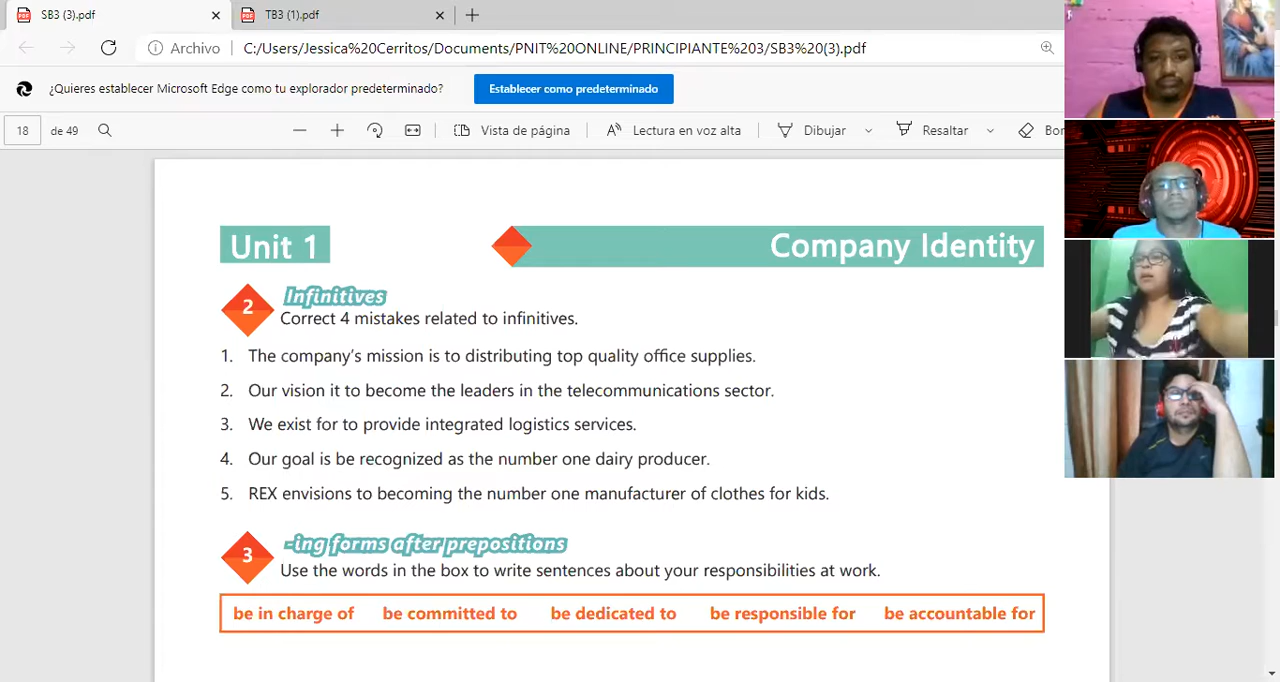 SB3 (3).pdf
TB3 (1).pdf
Archivo
C:/Users/Jessica%20Cerritos/Documents/PNIT%20ONLINE/PRINCIPIANTE%203/SB3%20(3).pdf
¿Quieres establecer Microsoft Edge como tu explorador predeterminado?
Establecer como predeterminado
18 de 49
Vista de página
Lectura en voz alta
Dibujar
Resaltar
Bor
Unit 1
Company Identity
2
Infinitives
Correct 4 mistakes related to infinitives.
1. The company's mission is to distributing top quality office supplies.
2. Our vision it to become the leaders in the telecommunications sector.
3. We exist for to provide integrated logistics services.
4. Our goal is be recognized as the number one dairy producer.
5. REX envisions to becoming the number one manufacturer of clothes for kids.
3
-ing forms after prepositions
Use the words in the box to write sentences about your responsibilities at work.
be in charge of be committed to be dedicated to be responsible for be accountable for